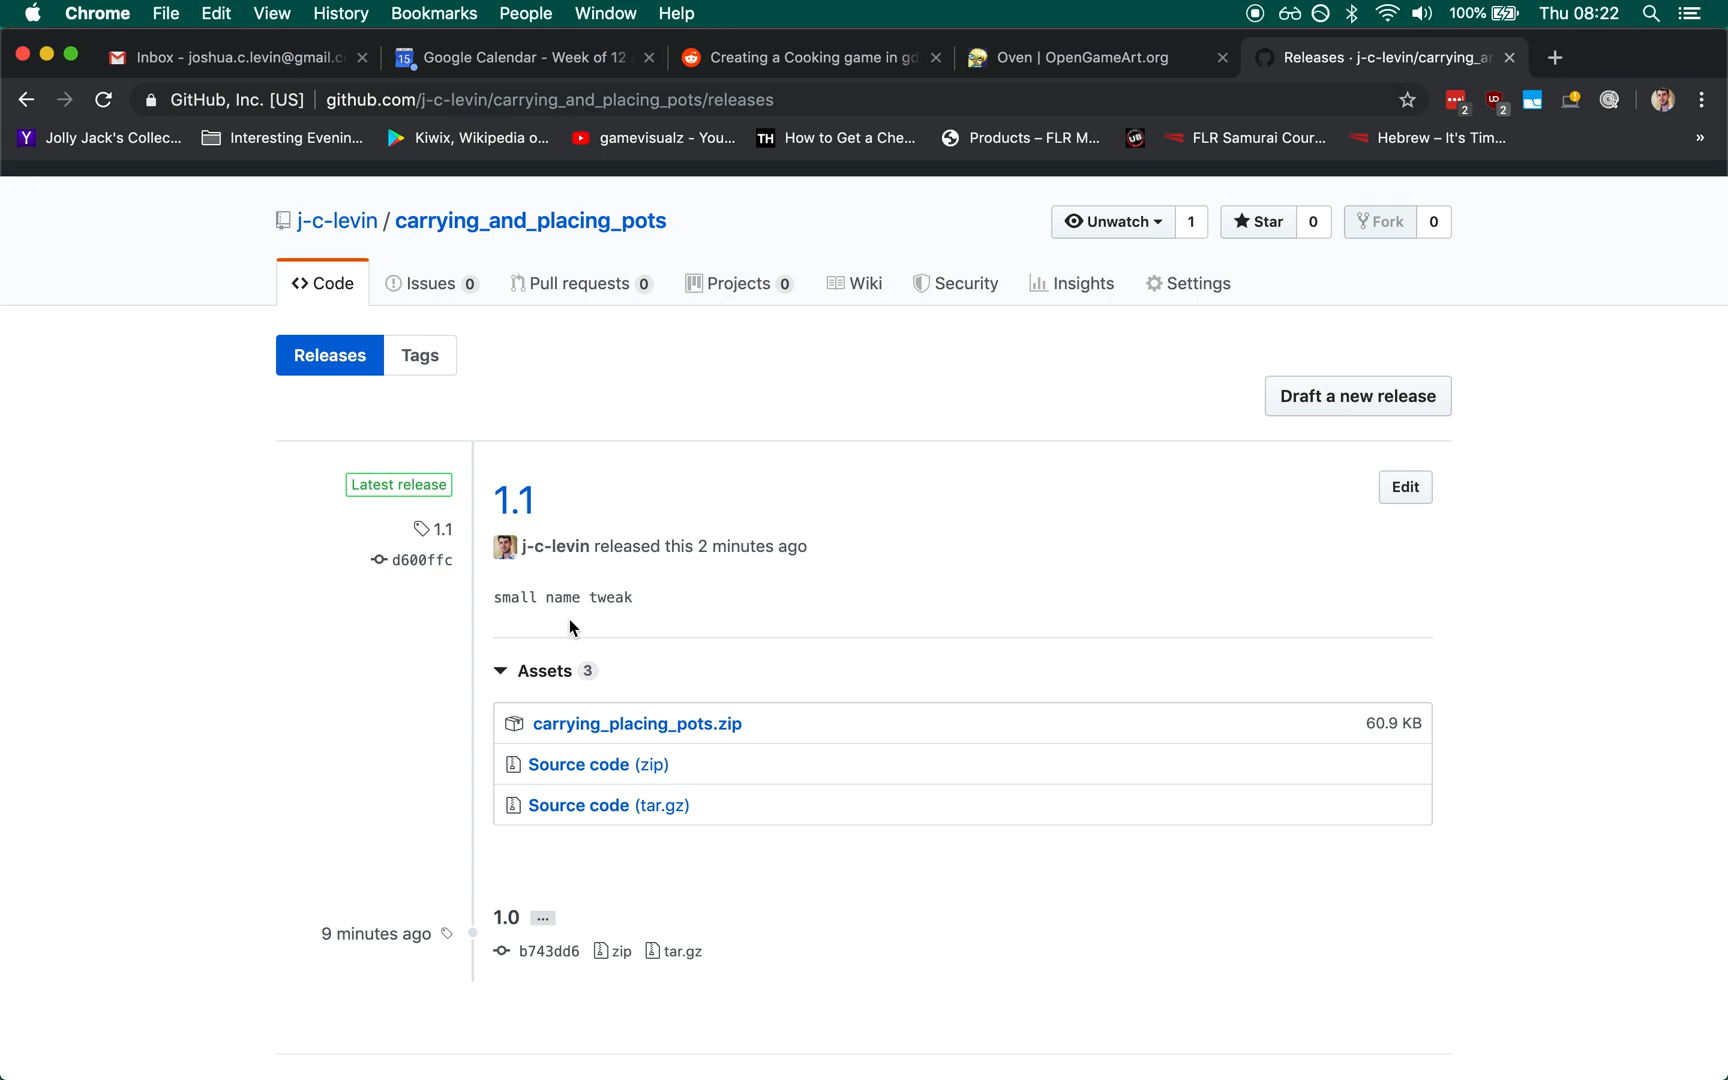 Chrome File Edit View History Bookmarks People Window Help 100% Thu 08:22
Inbox - joshua.c.levin@gmail.c Google Calendar - Week of 12 Creating a Cooking game in gd Oven | OpenGameArt.org Releases · j-c-levin/carrying_a
GitHub, Inc. [US] github.com/j-c-levin/carrying_and_placing_pots/releases 2 2
Jolly Jack's Collec... Interesting Evenin... Kiwix, Wikipedia o... gamevisualz - You... TH How to Get a Che... Products – FLR M... UB FLR Samurai Cour... Hebrew – It's Tim... »
j-c-levin / carrying_and_placing_pots Unwatch 1 Star 0 Fork 0
Code Issues 0 Pull requests 0 Projects 0 Wiki Security Insights Settings
Releases Tags
Draft a new release
Latest release
1.1 Edit
1.1
j-c-levin released this 2 minutes ago
d600ffc
small name tweak
Assets 3
carrying_placing_pots.zip 60.9 KB
Source code (zip)
Source code (tar.gz)
1.0 ...
9 minutes ago
b743dd6 zip tar.gz